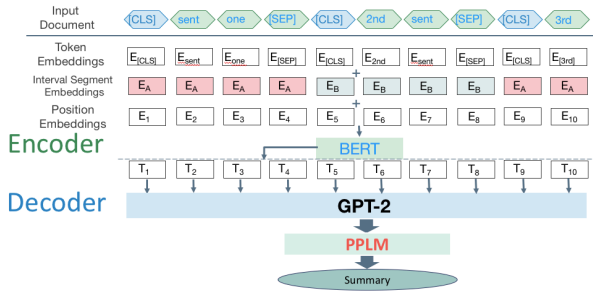 Input Document [CLS] sent one [SEP] [CLS] 2nd sent [SEP] [CLS] 3rd
Token Embeddings E[CLS] Esent Eone E[SEP] E[CLS] E2nd Esent E[SEP] E[CLS] E[3rd]
+
Interval Segment Embeddings EA EA EA EA EB EB EB EB EA EA
+
Position Embeddings E1 E2 E3 E4 E5 E6 E7 E8 E9 E10
Encoder BERT
T1 T2 T3 T4 T5 T6 T7 T8 T9 T10
Decoder GPT-2
PPLM
Summary